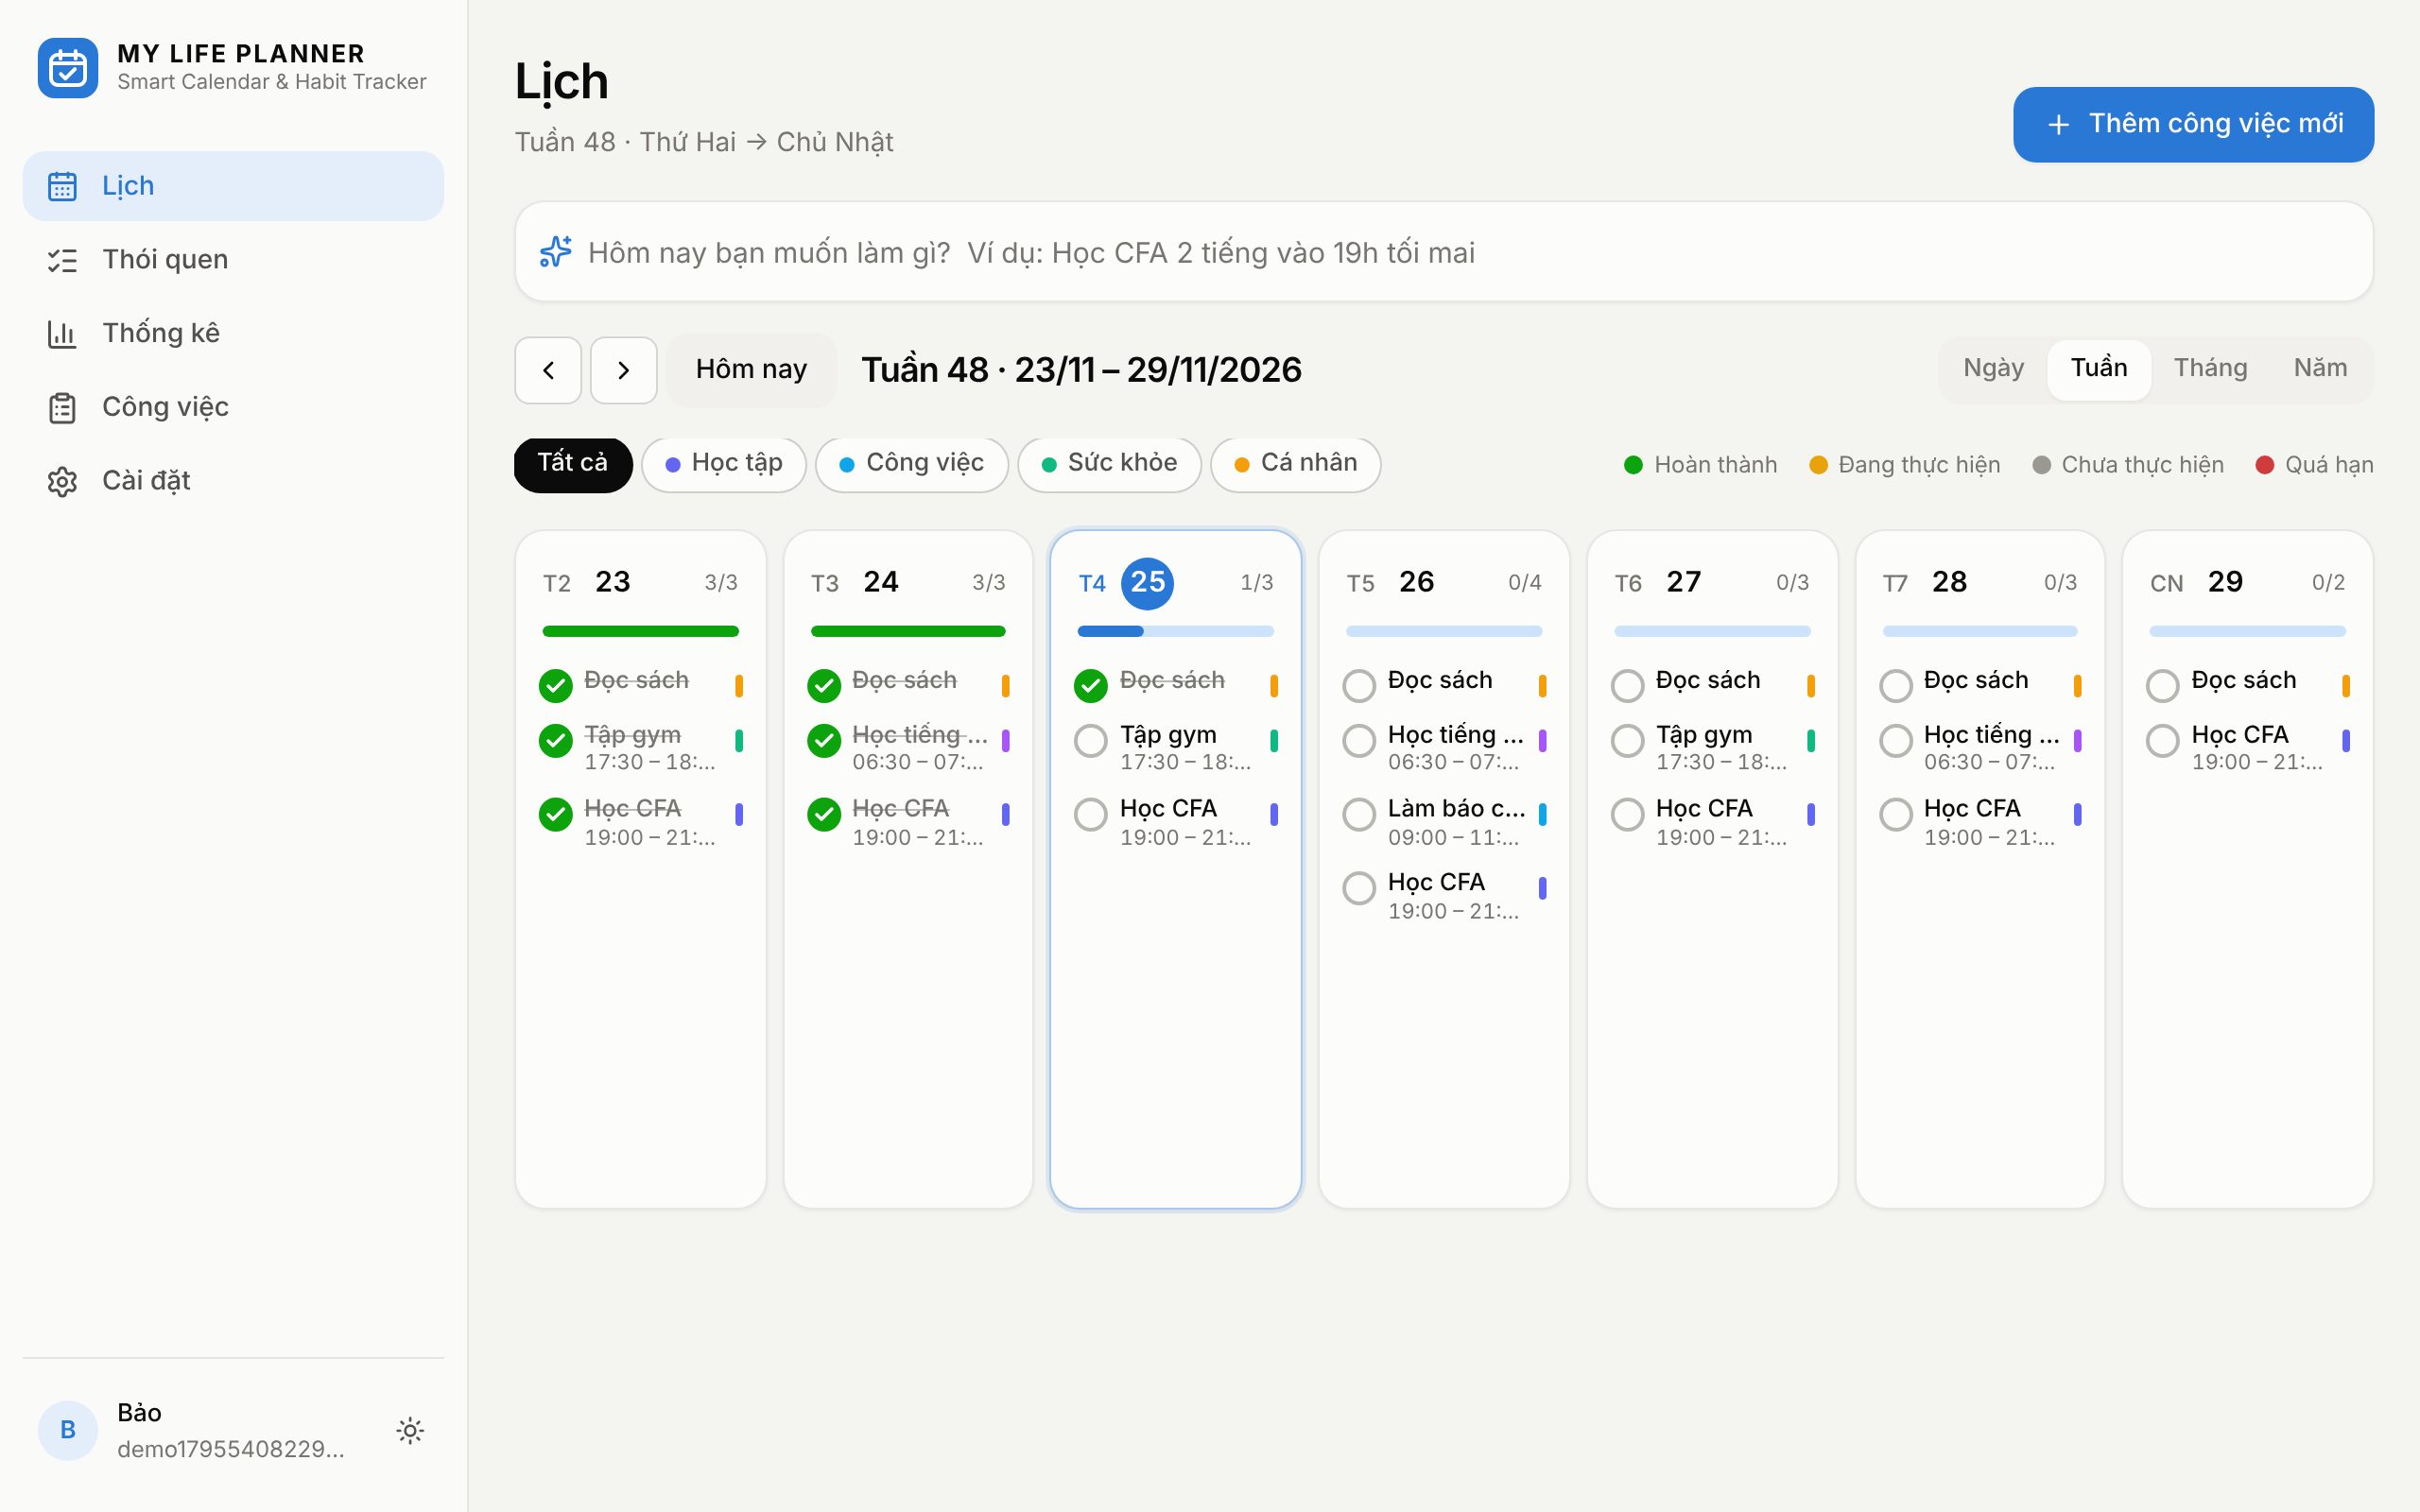 MY LIFE PLANNER
Smart Calendar & Habit Tracker
Lịch
Thói quen
Thống kê
Công việc
Cài đặt
Bảo
demo17955408229...
Lịch
Tuần 48 · Thứ Hai → Chủ Nhật
Thêm công việc mới
Hôm nay bạn muốn làm gì? Ví dụ: Học CFA 2 tiếng vào 19h tối mai
Hôm nay
Tuần 48 · 23/11 – 29/11/2026
Ngày Tuần Tháng Năm
Tất cả Học tập Công việc Sức khỏe Cá nhân
Hoàn thành Đang thực hiện Chưa thực hiện Quá hạn
T2 23 3/3
Đọc sách
Tập gym
17:30 – 18:...
Học CFA
19:00 – 21:...
T3 24 3/3
Đọc sách
Học tiếng ...
06:30 – 07:...
Học CFA
19:00 – 21:...
T4 25 1/3
Đọc sách
Tập gym
17:30 – 18:...
Học CFA
19:00 – 21:...
T5 26 0/4
Đọc sách
Học tiếng ...
06:30 – 07:...
Làm báo c...
09:00 – 11:...
Học CFA
19:00 – 21:...
T6 27 0/3
Đọc sách
Tập gym
17:30 – 18:...
Học CFA
19:00 – 21:...
T7 28 0/3
Đọc sách
Học tiếng ...
06:30 – 07:...
Học CFA
19:00 – 21:...
CN 29 0/2
Đọc sách
Học CFA
19:00 – 21:...
B